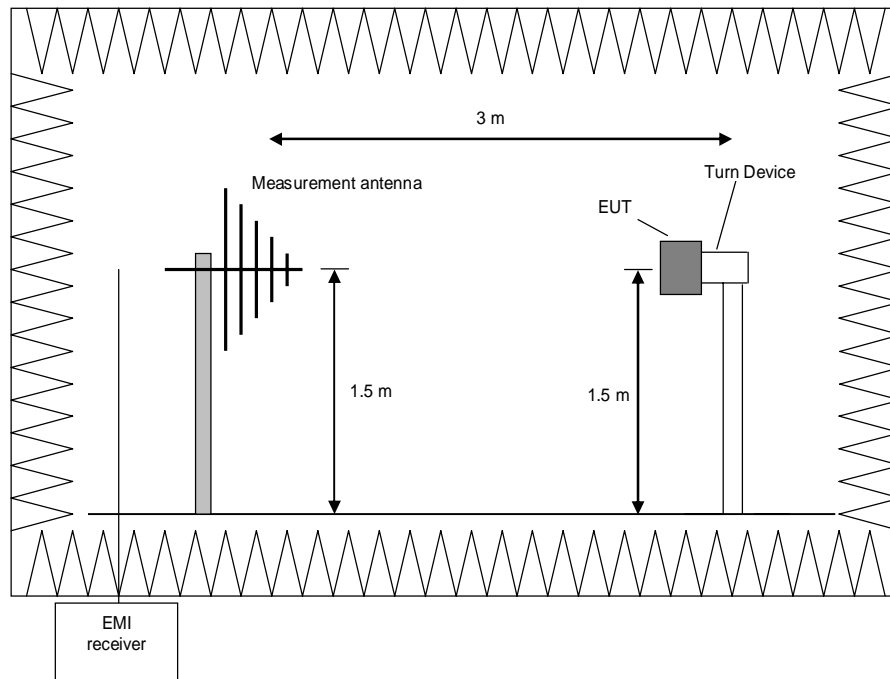 3 m
Measurement antenna
Turn Device
EUT
1.5 m
1.5 m
EMI
receiver